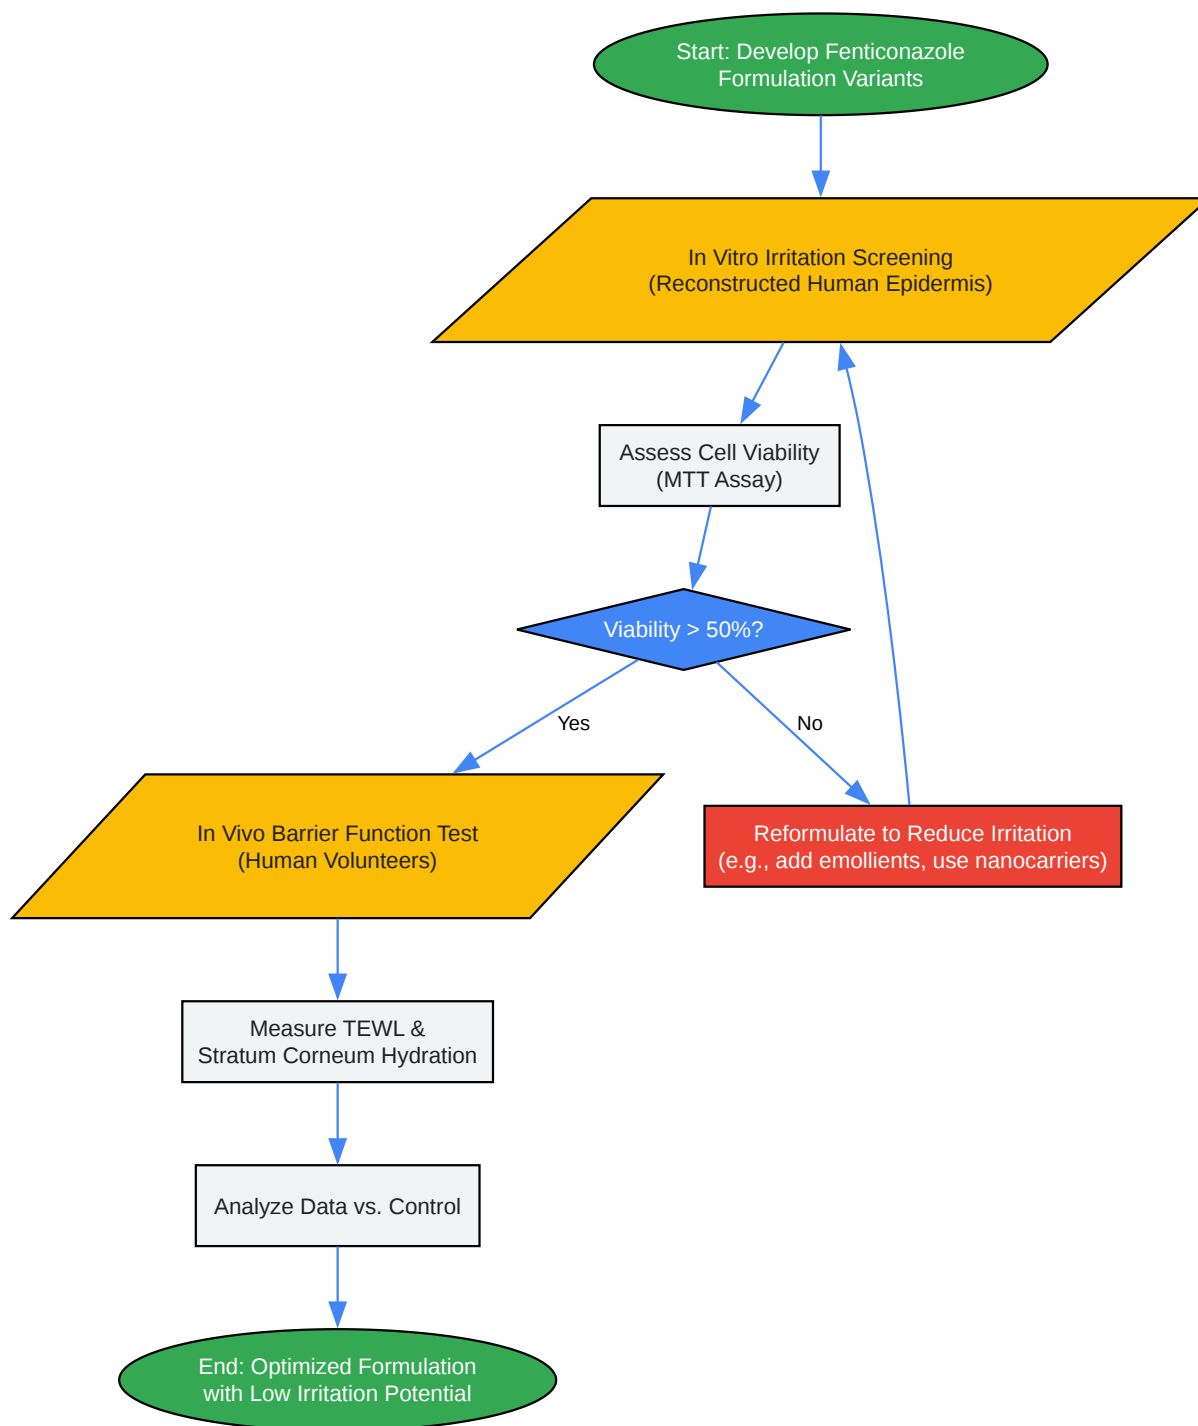 Start: Develop Fenticonazole
Formulation Variants
In Vitro Irritation Screening
(Reconstructed Human Epidermis)
Assess Cell Viability
(MTT Assay)
Viability > 50%?
Yes
No
In Vivo Barrier Function Test
(Human Volunteers)
Reformulate to Reduce Irritation
(e.g., add emollients, use nanocarriers)
Measure TEWL &
Stratum Corneum Hydration
Analyze Data vs. Control
End: Optimized Formulation
with Low Irritation Potential